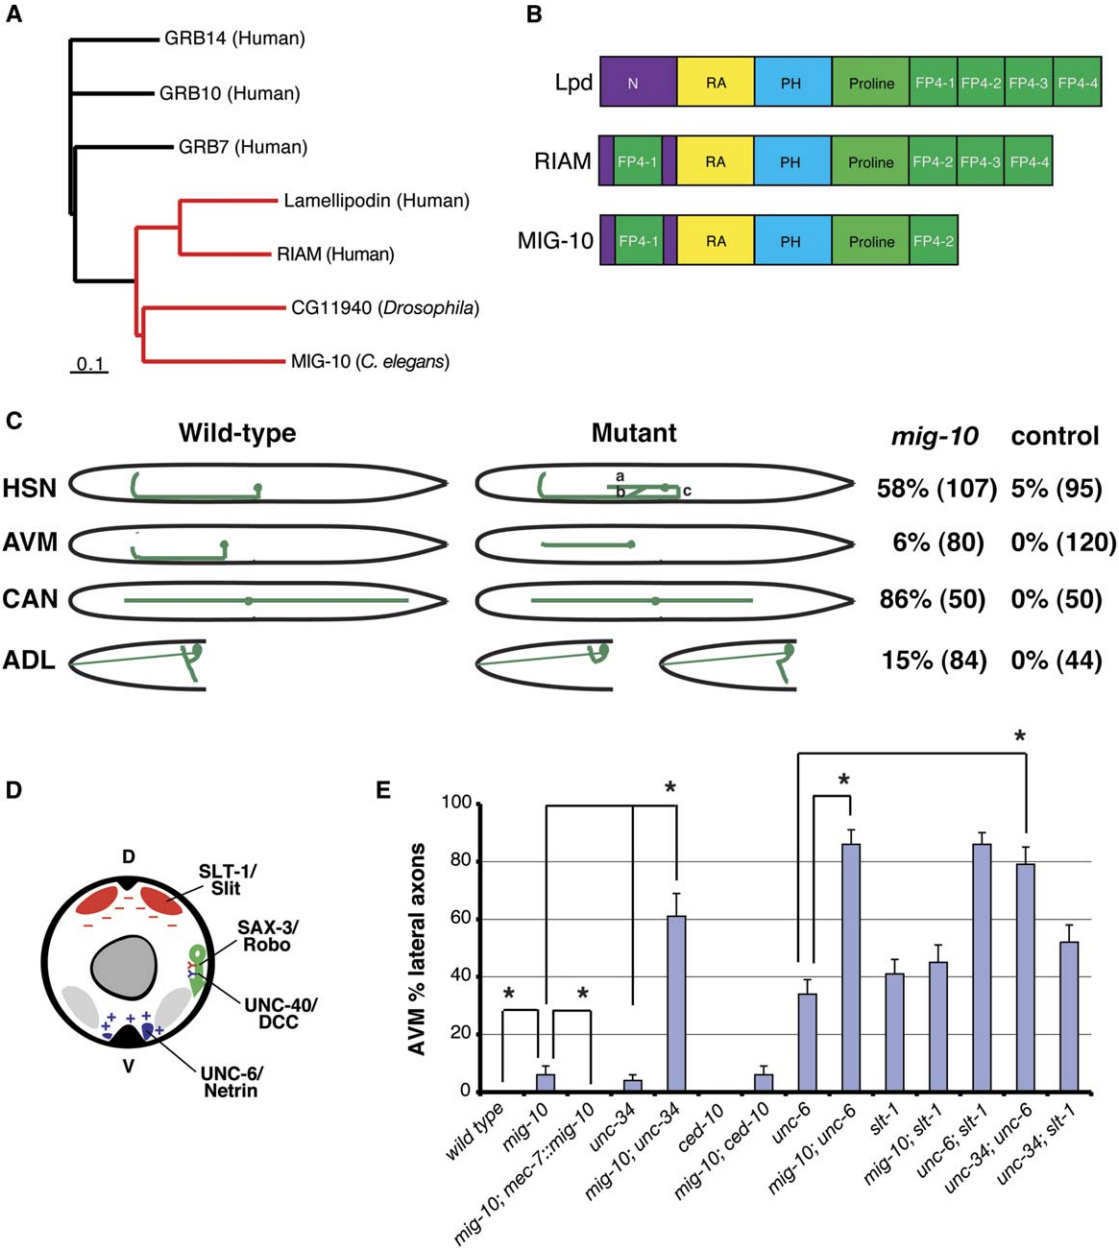 A
GRB14 (Human)
GRB10 (Human)
GRB7 (Human)
Lamellipodin (Human)
RIAM (Human)
CG11940 (Drosophila)
MIG-10 (C. elegans)
0.1
B
Lpd N RA PH Proline FP4-1 FP4-2 FP4-3 FP4-4
RIAM FP4-1 RA PH Proline FP4-2 FP4-3 FP4-4
MIG-10 FP4-1 RA PH Proline FP4-2
C
Wild-type Mutant mig-10 control
HSN a b c 58% (107) 5% (95)
AVM 6% (80) 0% (120)
CAN 86% (50) 0% (50)
ADL 15% (84) 0% (44)
D
D
SLT-1/
Slit
SAX-3/
Robo
UNC-40/
DCC
UNC-6/
Netrin
V
E
AVM % lateral axons
100
80
60
40
20
0
* * * * *
wild type
mig-10
mig-10; mec-7::mig-10
unc-34
mig-10; unc-34
ced-10
mig-10; ced-10
unc-6
mig-10; unc-6
slt-1
mig-10; slt-1
unc-6; slt-1
unc-34; unc-6
unc-34; slt-1